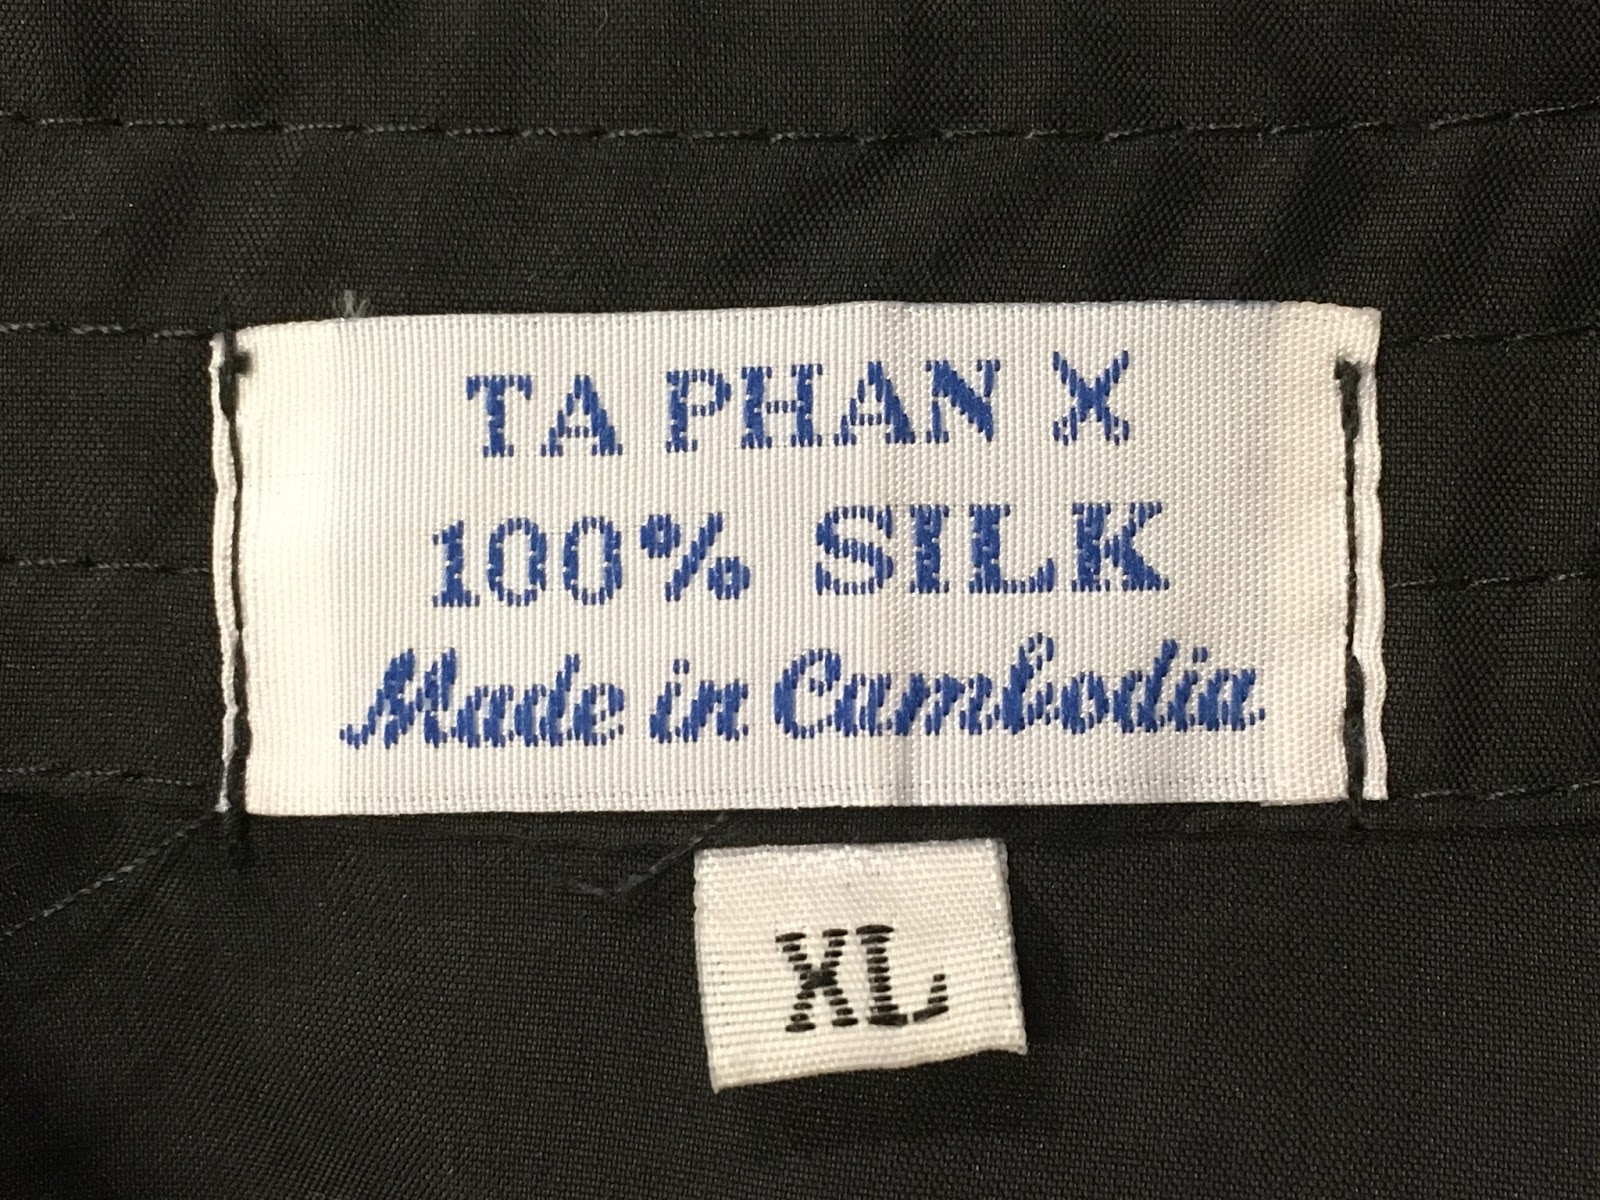 TA PHAN X
100% SILK
Made in Cambodia
XL